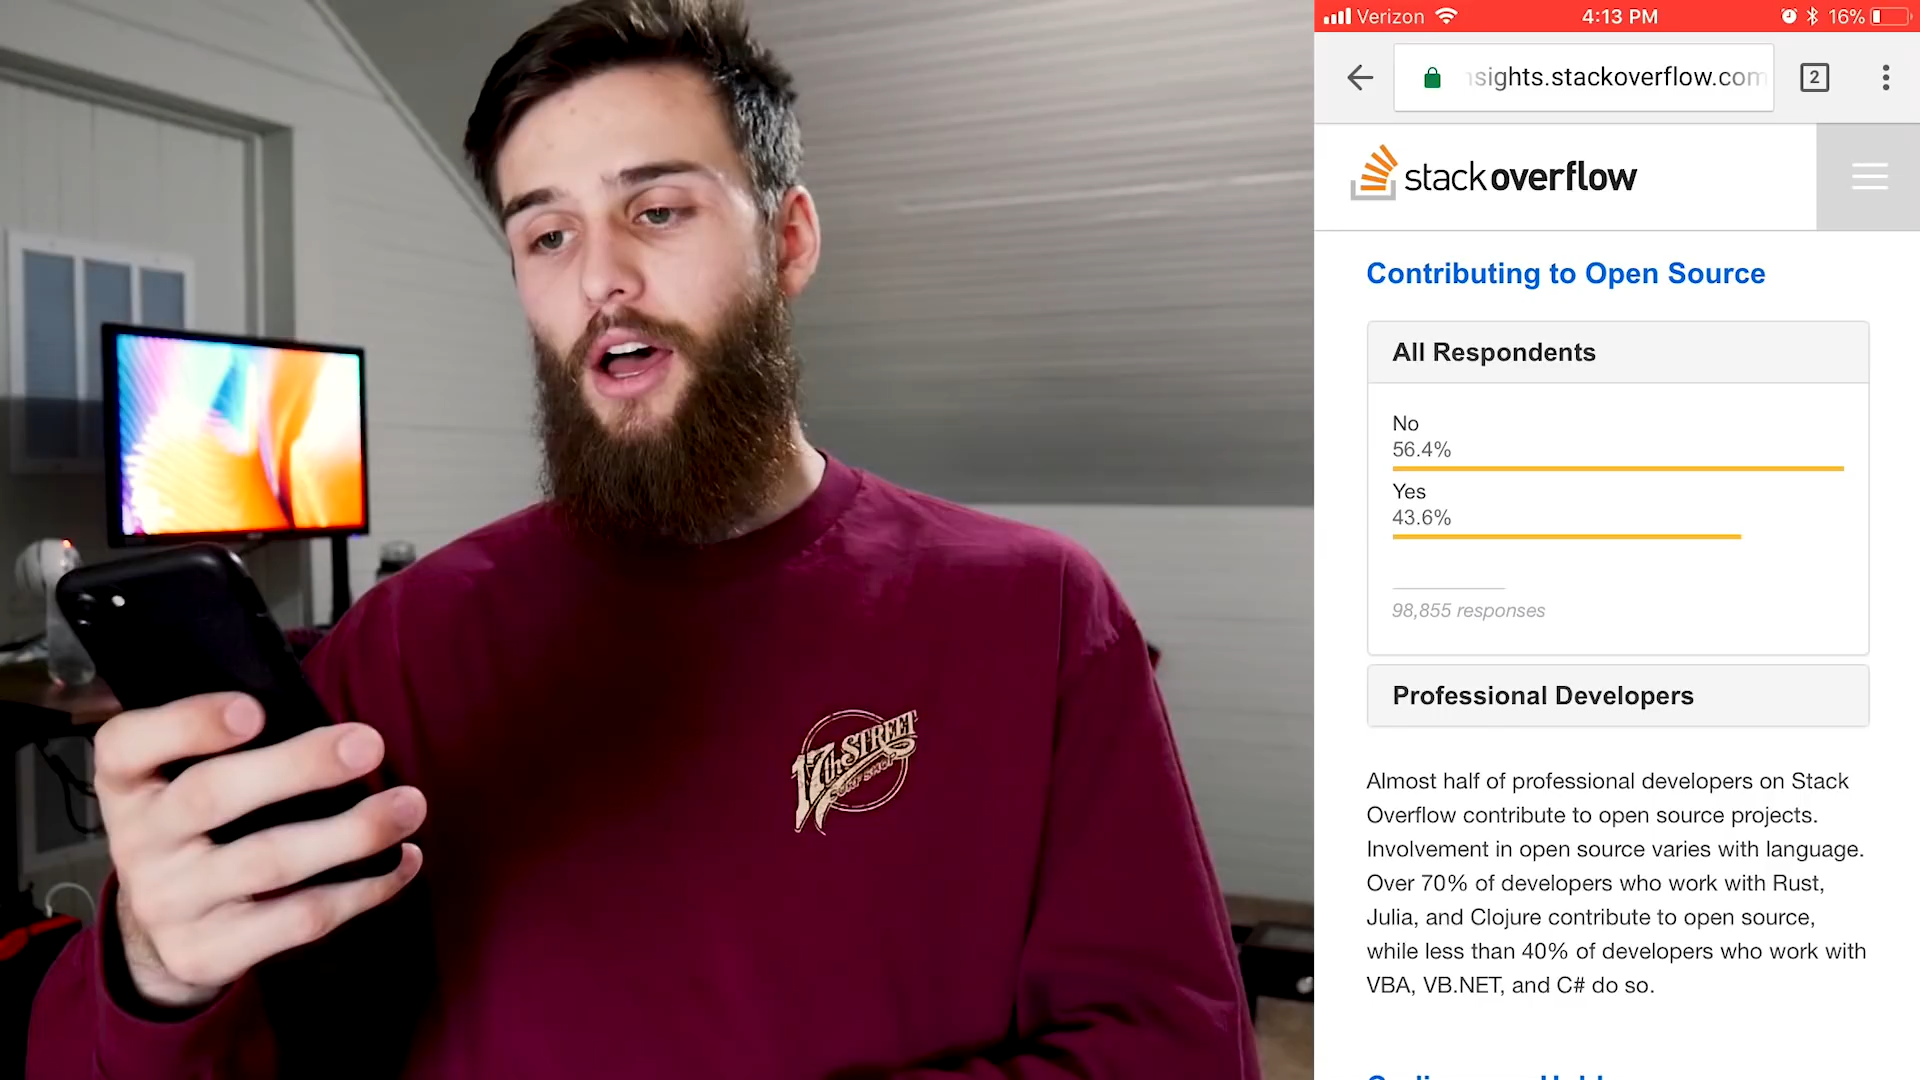 Verizon
4:13 PM
16%
nsights.stackoverflow.com
2
stackoverflow
Contributing to Open Source
All Respondents
No
56.4%
Yes
43.6%
98,855 responses
Professional Developers
Almost half of professional developers on Stack
Overflow contribute to open source projects.
Involvement in open source varies with language.
Over 70% of developers who work with Rust,
Julia, and Clojure contribute to open source,
while less than 40% of developers who work with
VBA, VB.NET, and C# do so.
17th STREET
SURF SHOP